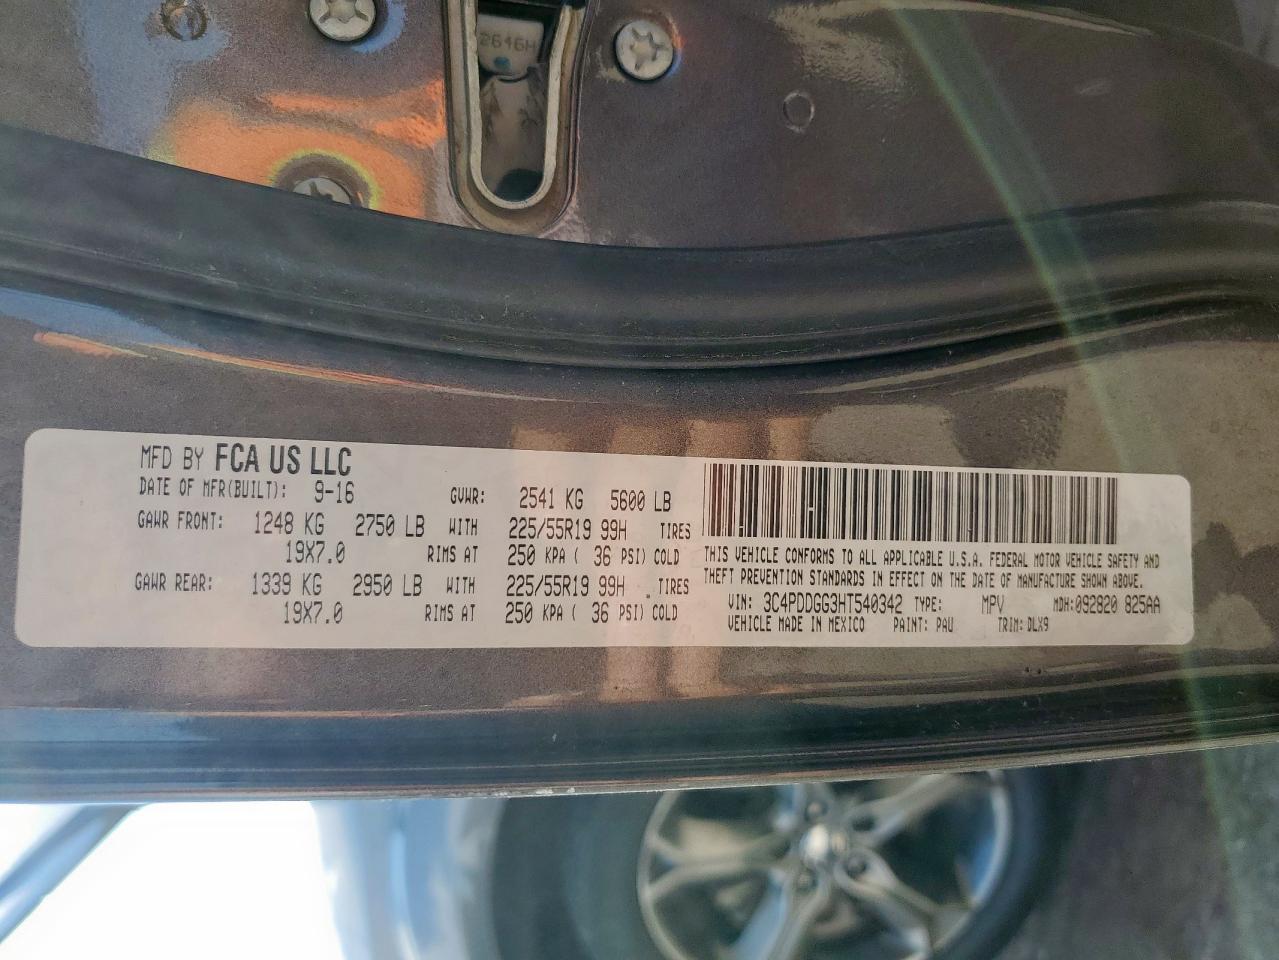 2646H
MFD BY FCA US LLC
DATE OF MFR(BUILT): 9-16 GVWR: 2541 KG 5600 LB
GAWR FRONT: 1248 KG 2750 LB WITH 225/55R19 99H TIRES
19X7.0 RIMS AT 250 KPA ( 36 PSI) COLD
GAWR REAR: 1339 KG 2950 LB WITH 225/55R19 99H TIRES
19X7.0 RIMS AT 250 KPA ( 36 PSI) COLD
THIS VEHICLE CONFORMS TO ALL APPLICABLE U.S.A. FEDERAL MOTOR VEHICLE SAFETY AND
THEFT PREVENTION STANDARDS IN EFFECT ON THE DATE OF MANUFACTURE SHOWN ABOVE.
VIN: 3C4PDDGG3HT540342 TYPE: MPV MDH:092820 825AA
VEHICLE MADE IN MEXICO PAINT: PAU TRIM: DLX9